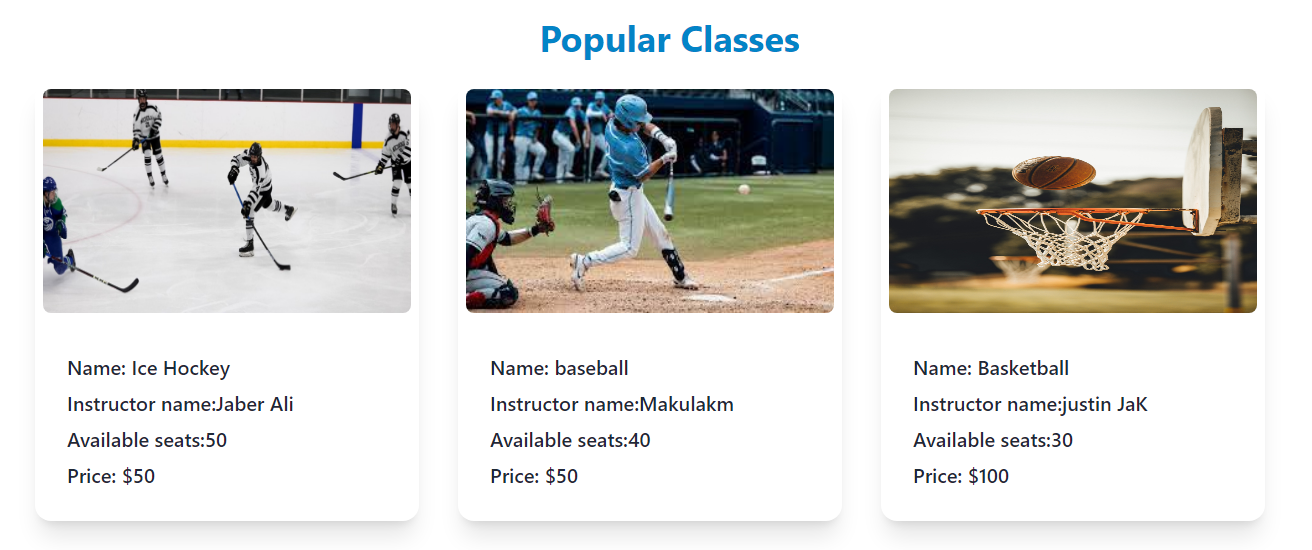 Popular Classes
Name: Ice Hockey
Instructor name:Jaber Ali
Available seats:50
Price: $50
Name: baseball
Instructor name:Makulakm
Available seats:40
Price: $50
Name: Basketball
Instructor name:justin JaK
Available seats:30
Price: $100